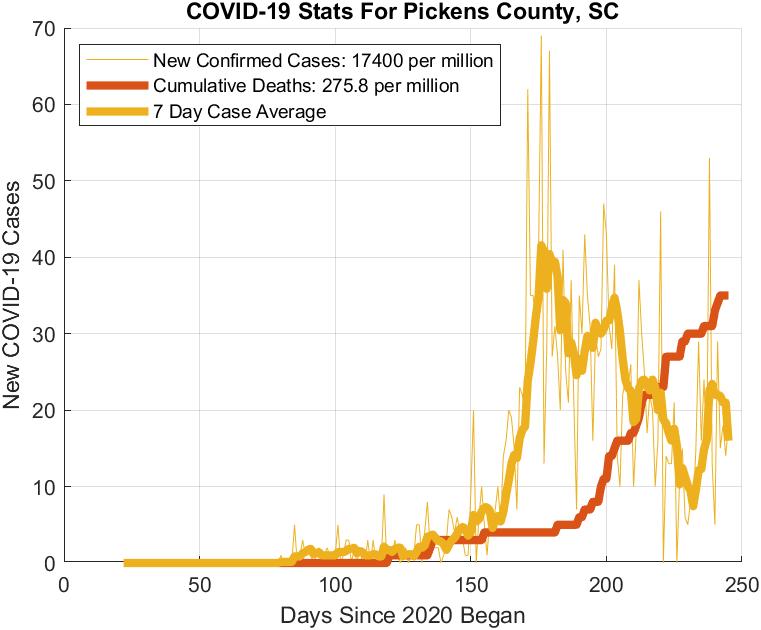 COVID-19 Stats For Pickens County, SC
New Confirmed Cases: 17400 per million
Cumulative Deaths: 275.8 per million
7 Day Case Average
New COVID-19 Cases
70
60
50
40
30
20
10
0
0 50 100 150 200 250
Days Since 2020 Began